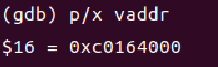 (gdb) p/x vaddr
$16 = 0xc0164000